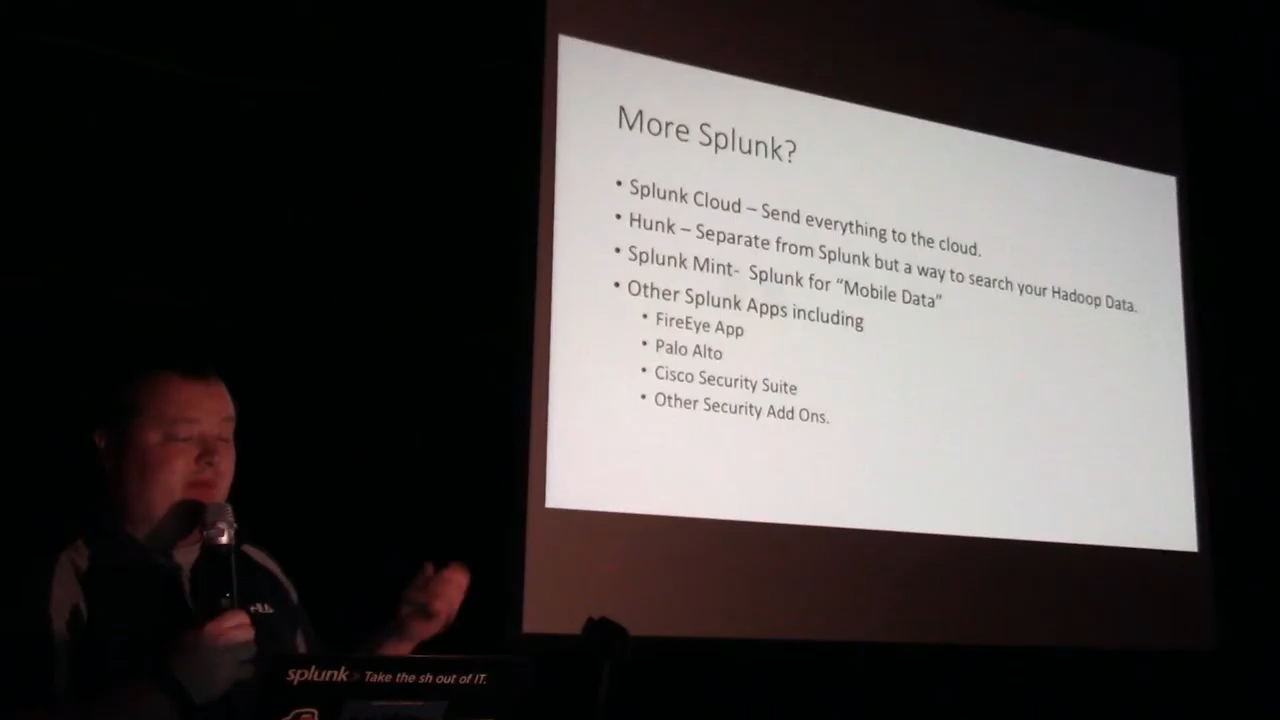 More Splunk?
• Splunk Cloud – Send everything to the cloud.
• Hunk – Separate from Splunk but a way to search your Hadoop Data.
• Splunk Mint- Splunk for “Mobile Data”
• Other Splunk Apps including
• FireEye App
• Palo Alto
• Cisco Security Suite
• Other Security Add Ons.
splunk> Take the sh out of IT.